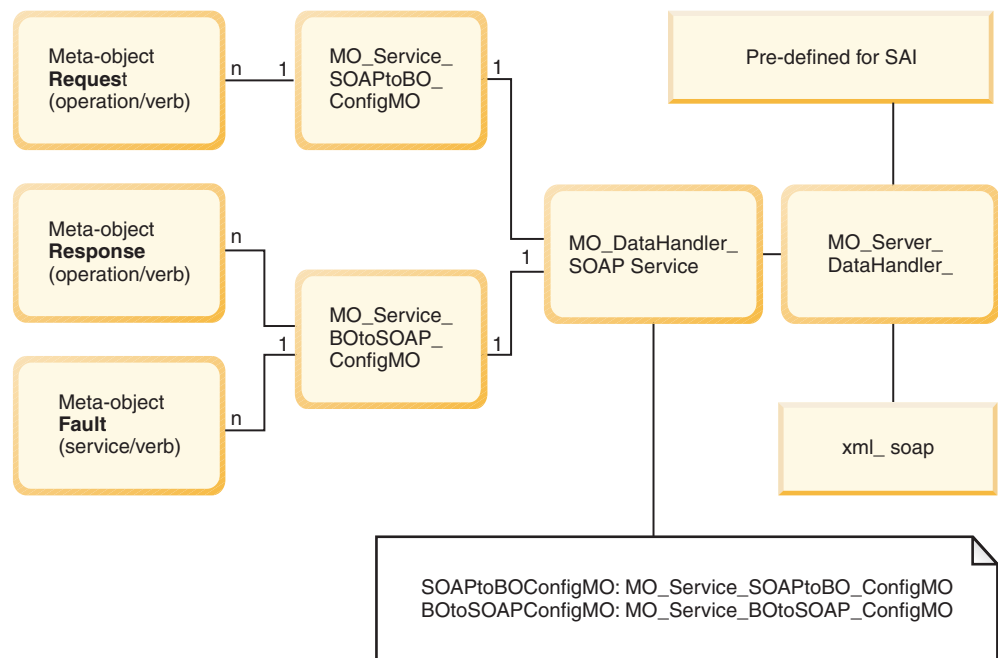 Meta-object
Request
(operation/verb)
n
1
MO_Service_
SOAPtoBO_
ConfigMO
1
Pre-defined for SAI
Meta-object
Response
(operation/verb)
n
1
MO_Service_
BOtoSOAP_
ConfigMO
1
1
MO_DataHandler_
SOAP Service
MO_Server_
DataHandler_
Meta-object
Fault
(service/verb)
n
xml_ soap
SOAPtoBOConfigMO: MO_Service_SOAPtoBO_ConfigMO
BOtoSOAPConfigMO: MO_Service_BOtoSOAP_ConfigMO